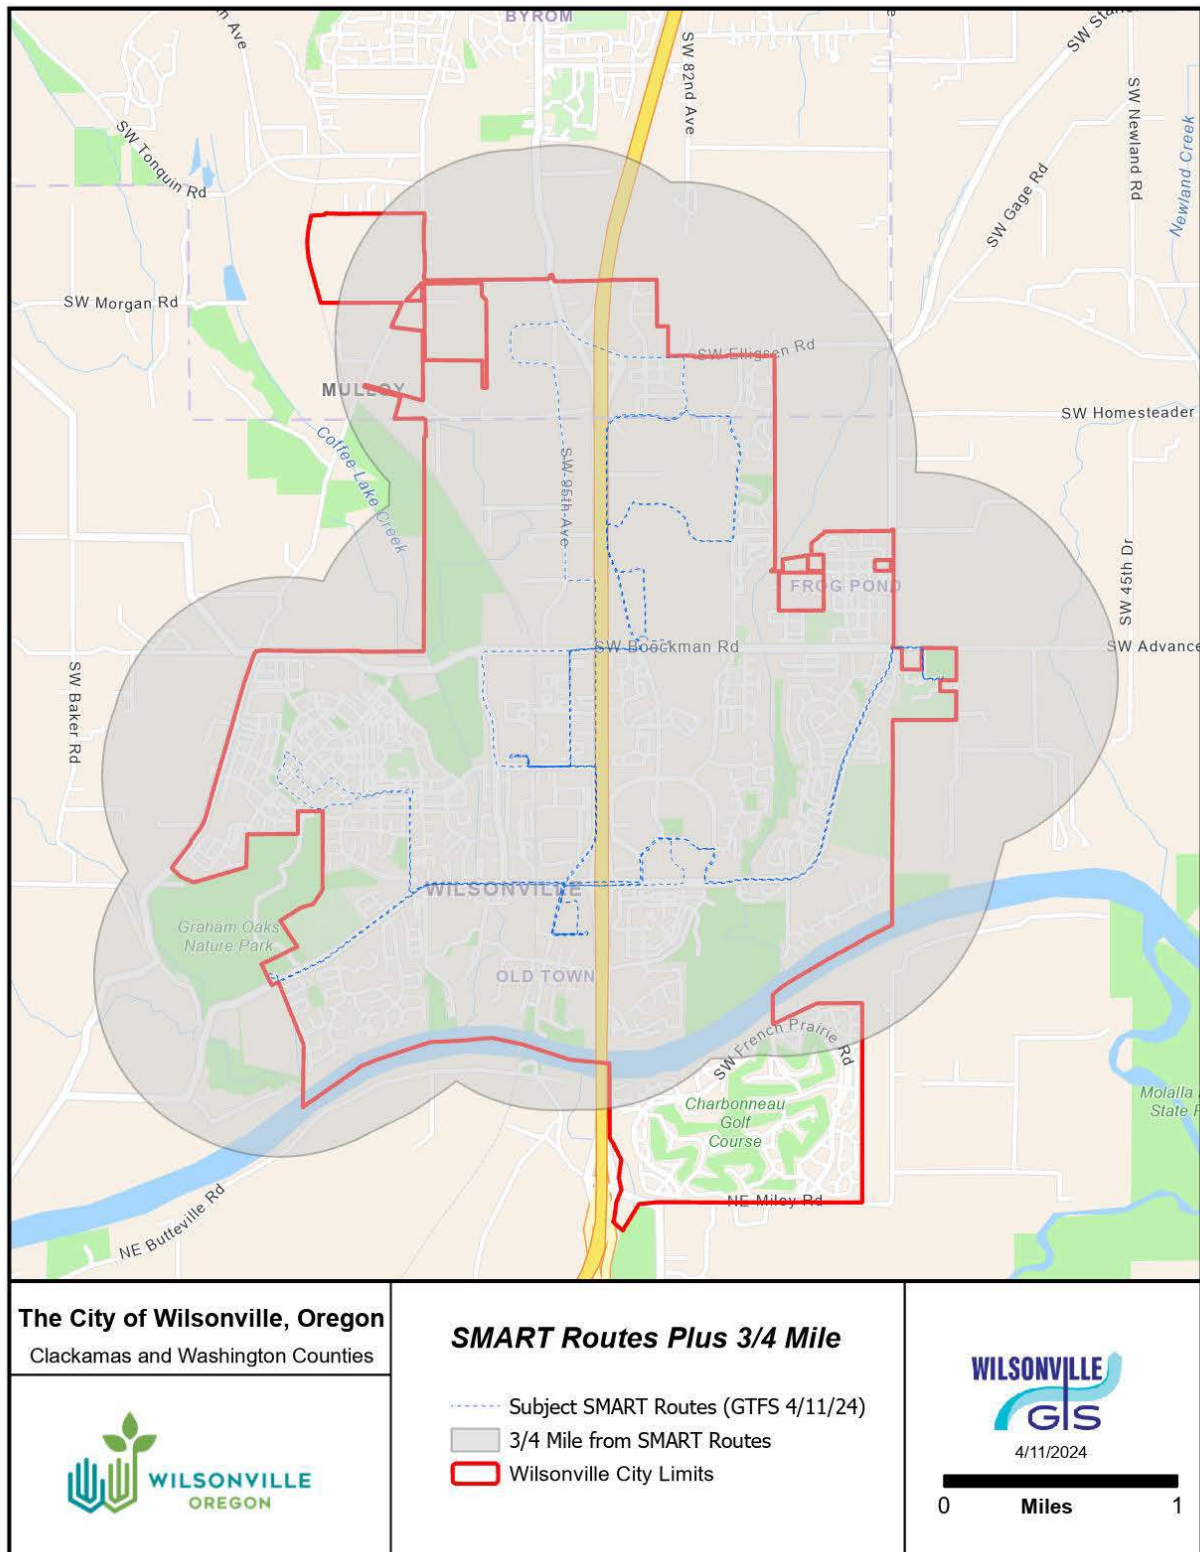 BYROM
n Ave
SW 82nd Ave
SW Staf
SW Newland Rd
Newland Creek
SW Tonquin Rd
SW Gage Rd
SW Morgan Rd
SW Elligsen Rd
MULLOY
SW Homesteader
Coffee Lake Creek
SW 95th Ave
SW 45th Dr
FROG POND
SW Boeckman Rd
SW Advance
SW Baker Rd
WILSONVILLE
Graham Oaks
Nature Park
OLD TOWN
SW French Prairie Rd
Charbonneau
Golf
Course
Molalla
State P
NE Miley Rd
NE Butteville Rd
The City of Wilsonville, Oregon
Clackamas and Washington Counties
WILSONVILLE
OREGON
SMART Routes Plus 3/4 Mile
Subject SMART Routes (GTFS 4/11/24)
3/4 Mile from SMART Routes
Wilsonville City Limits
WILSONVILLE
GIS
4/11/2024
0 Miles 1